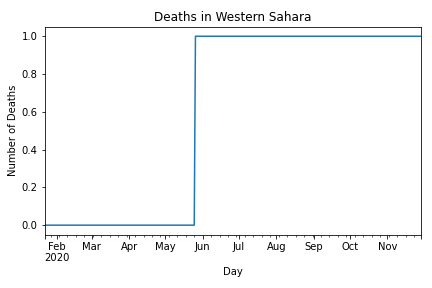 Deaths in Western Sahara
Number of Deaths
1.0
0.8
0.6
0.4
0.2
0.0
Feb Mar Apr May Jun Jul Aug Sep Oct Nov
2020
Day